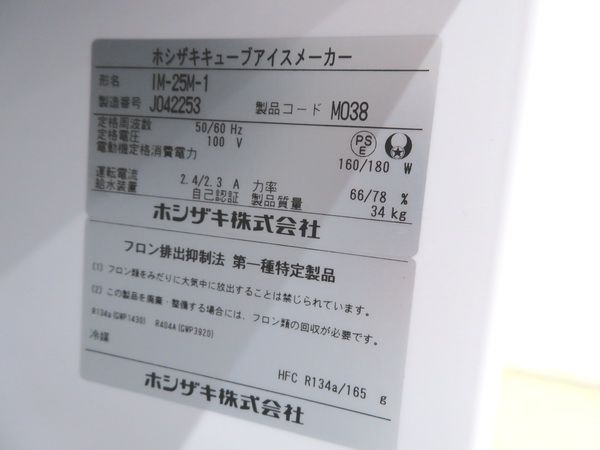 ホシザキキューブアイスメーカー
形名 IM-25M-1
製造番号 J042253 製品コード M038
定格周波数 50/60 Hz
定格電圧 100 V
PS E
電動機定格消費電力 160/180 W
運転電流 2.4/2.3 A 力率 66/78 %
給水装置 自己認証 製品質量 34 kg
ホシザキ株式会社
フロン排出抑制法 第一種特定製品
(1) フロン類をみだりに大気中に放出することは禁じられています。
(2) この製品を廃棄・整備する場合には、フロン類の回収が必要です。
R134a(GWP1430) R404A(GWP3920)
冷媒 HFC R134a/165 g
ホシザキ株式会社